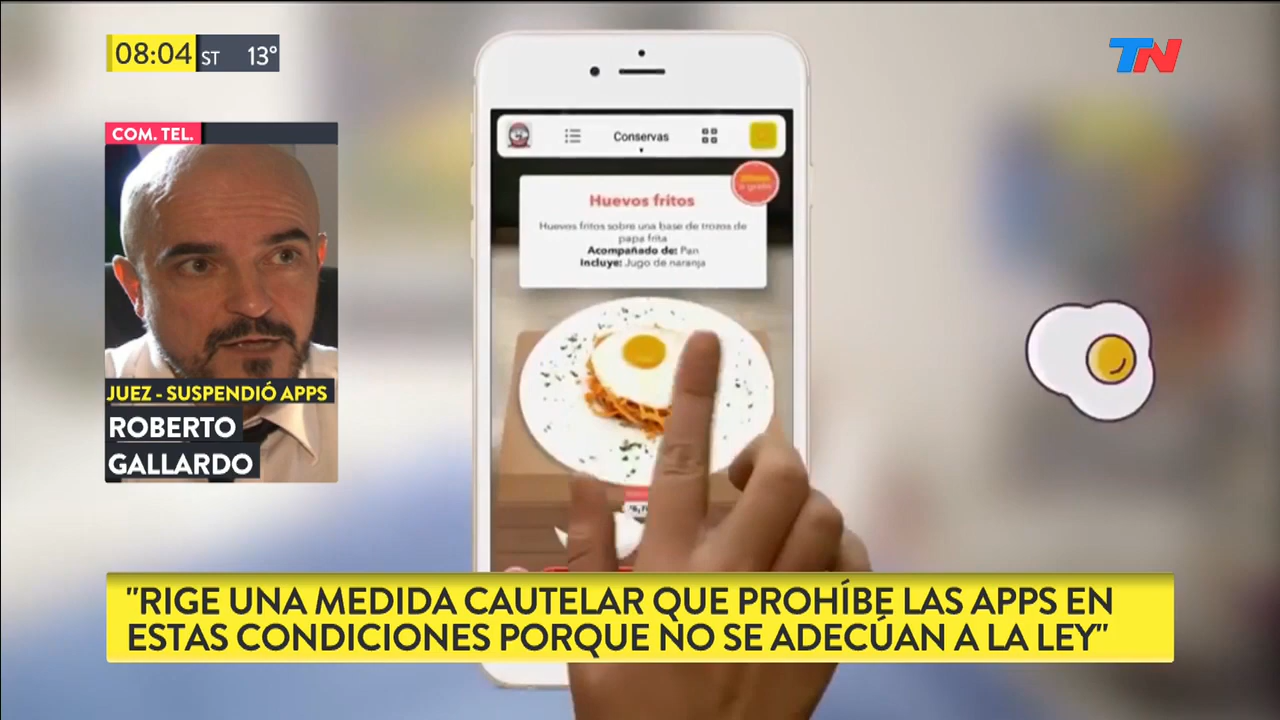 08:04 ST 13°
TN
COM. TEL.
JUEZ - SUSPENDIÓ APPS
ROBERTO
GALLARDO
Conservas
Huevos fritos
Huevos fritos sobre una base de trozos de
papa frita
Acompañado de: Pan
Incluye: Jugo de naranja
"RIGE UNA MEDIDA CAUTELAR QUE PROHÍBE LAS APPS EN
ESTAS CONDICIONES PORQUE NO SE ADECÚAN A LA LEY"